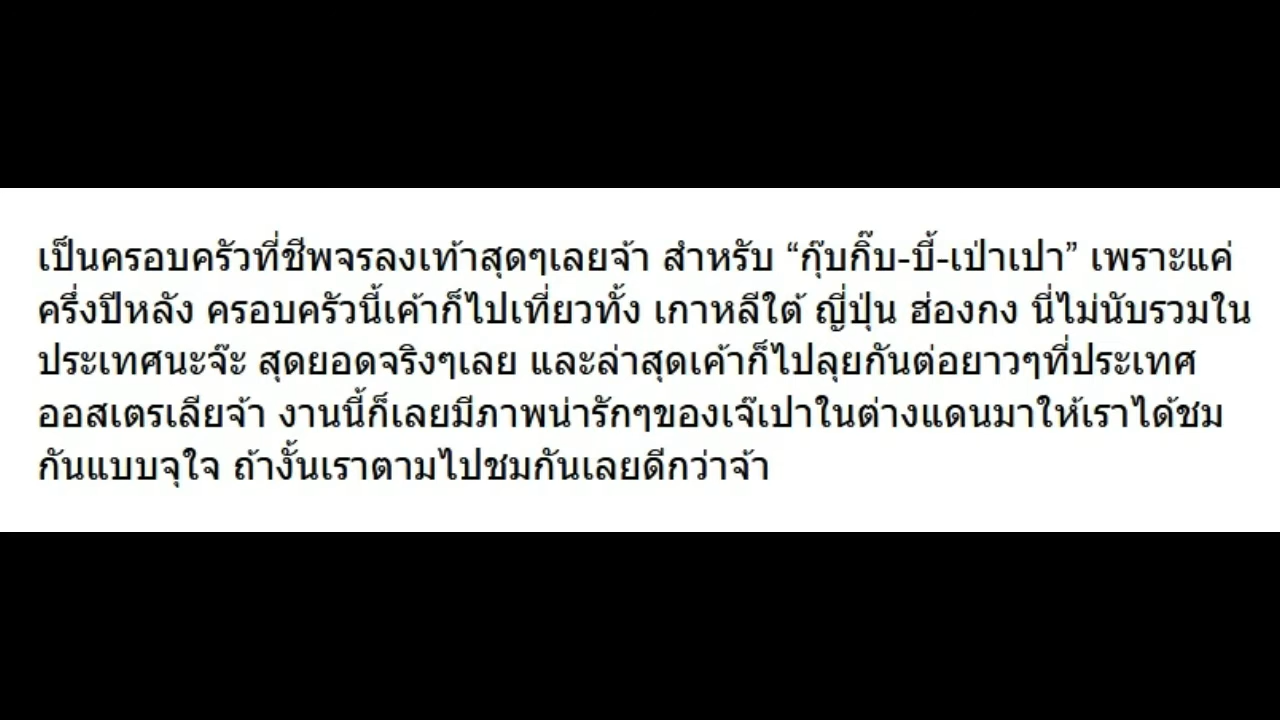 เป็นครอบครัวที่ชีพจรลงเท้าสุดๆเลยจ้า สำหรับ “กุ๊บกิ๊บ-บี้-เป่าเปา” เพราะแค่
ครึ่งปีหลัง ครอบครัวนี้เค้าก็ไปเที่ยวทั้ง เกาหลีใต้ ญี่ปุ่น ฮ่องกง นี่ไม่นับรวมใน
ประเทศนะจ๊ะ สุดยอดจริงๆเลย และล่าสุดเค้าก็ไปลุยกันต่อยาวๆที่ประเทศ
ออสเตรเลียจ้า งานนี้ก็เลยมีภาพน่ารักๆของเจ๊เปาในต่างแดนมาให้เราได้ชม
กันแบบจุใจ ถ้างั้นเราตามไปชมกันเลยดีกว่าจ้า